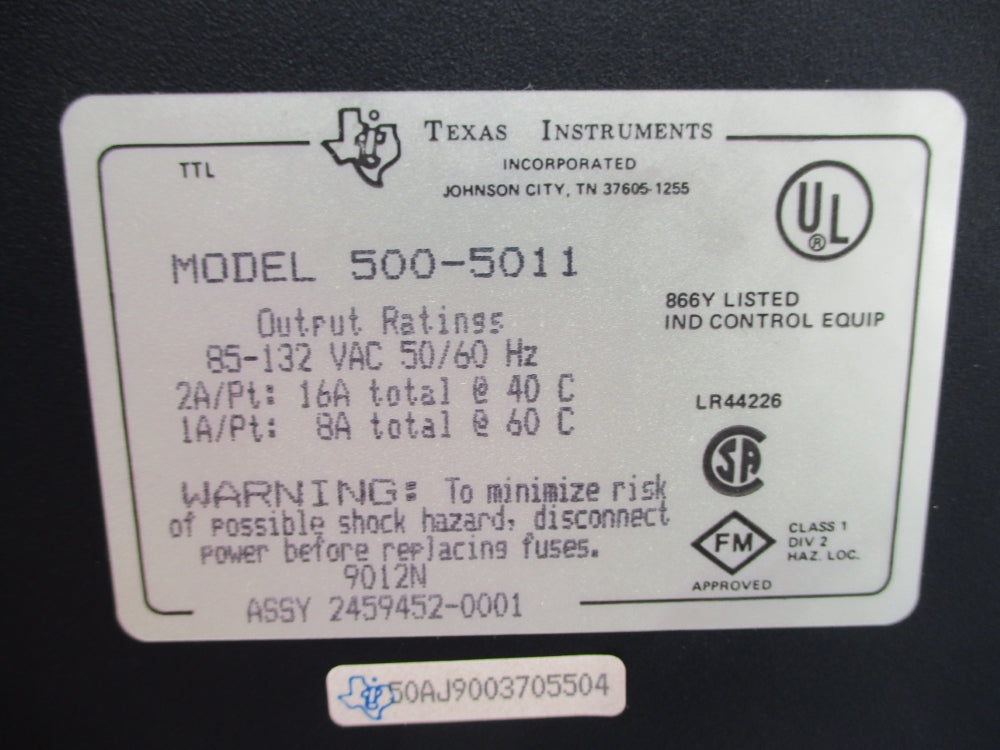 TEXAS INSTRUMENTS
INCORPORATED
JOHNSON CITY, TN 37605-1255
TTL
UL
®
MODEL 500-5011
866Y LISTED
IND CONTROL EQUIP
Output Ratings
85-132 VAC 50/60 Hz
2A/Pt: 16A total @ 40 C
1A/Pt: 8A total @ 60 C
LR44226
SA
WARNING: To minimize risk
of possible shock hazard, disconnect
power before replacing fuses.
9012N
ASSY 2459452-0001
FM
APPROVED
CLASS 1
DIV 2
HAZ. LOC.
50AJ9003705504